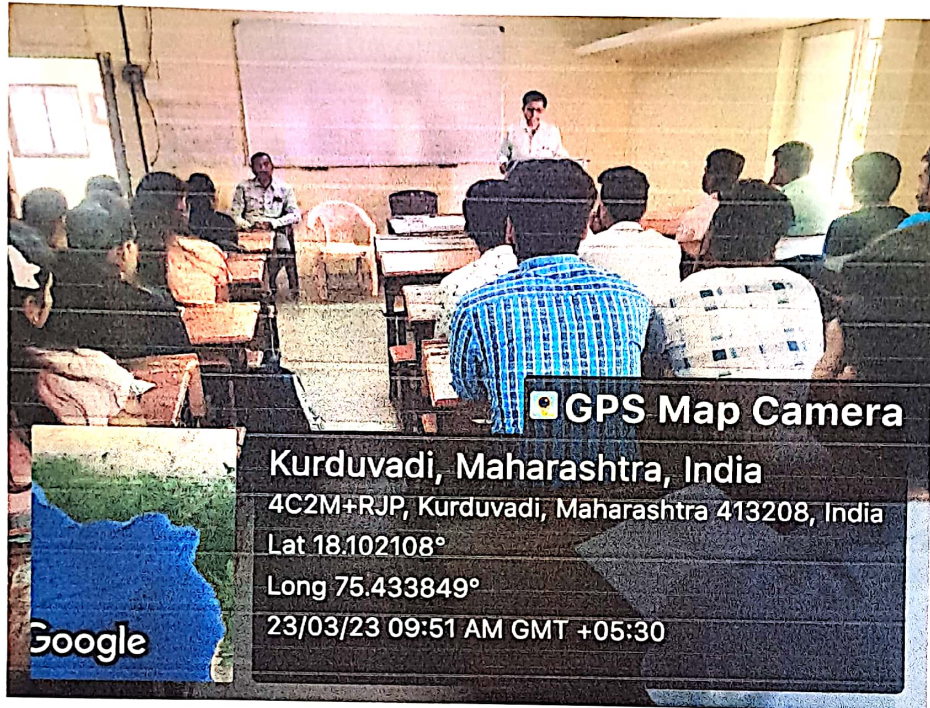 GPS Map Camera
Kurduvadi, Maharashtra, India
4C2M+RJP, Kurduvadi, Maharashtra 413208, India
Lat 18.102108°
Long 75.433849°
23/03/23 09:51 AM GMT +05:30
Google